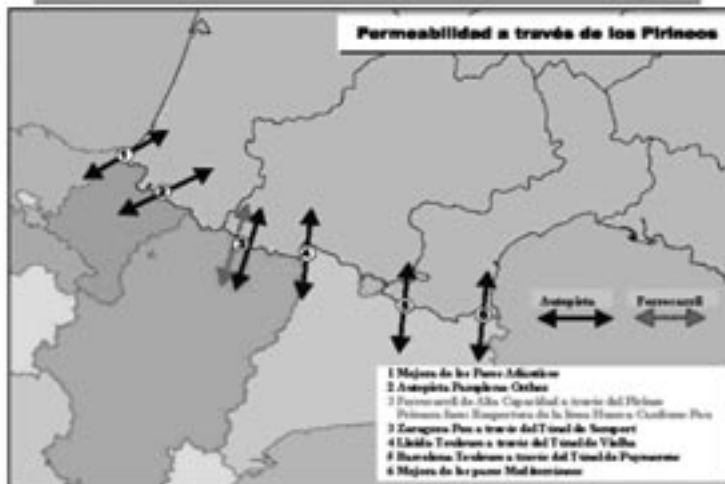 Permeabilidad a través de los Pirineos
Autopista
Ferrocarril
1 Mejora de los Pasos Atlánticos
2 Autopista Pamplona Orthez
3 Ferrocarril de Alta Capacidad a través del Pirineo
Primera fase: Reapertura de la línea Huesca Canfranc Pau
3 Zaragoza Pau a través del Túnel de Somport
4 Lleida Toulouse a través del Túnel de Vielha
5 Barcelona Toulouse a través del Túnel de Puymorens
6 Mejora de los pasos Mediterráneos